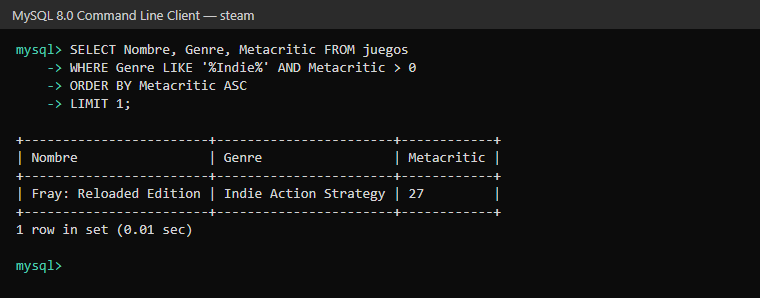 MySQL 8.0 Command Line Client — steam
mysql> SELECT Nombre, Genre, Metacritic FROM juegos
    -> WHERE Genre LIKE '%Indie%' AND Metacritic > 0
    -> ORDER BY Metacritic ASC
    -> LIMIT 1;
+------------------------+-----------------------+------------+
| Nombre                 | Genre                 | Metacritic |
+------------------------+-----------------------+------------+
| Fray: Reloaded Edition | Indie Action Strategy | 27         |
+------------------------+-----------------------+------------+
1 row in set (0.01 sec)
mysql>